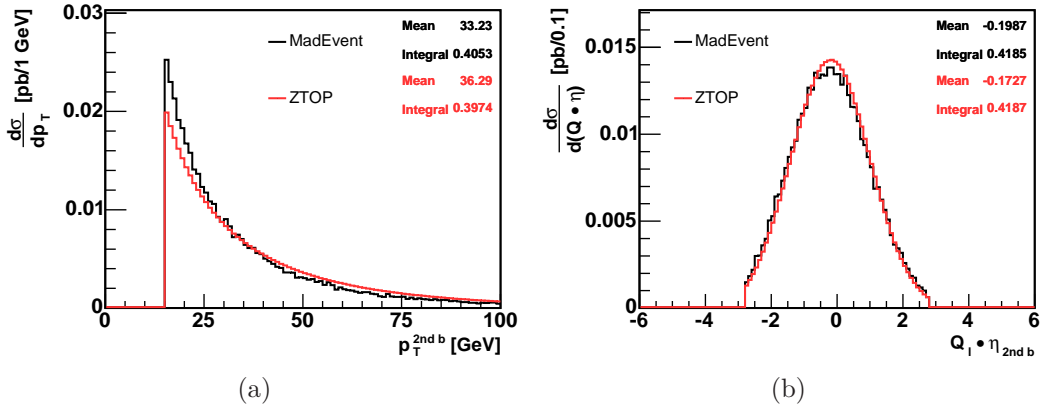 dσ
dp_T [pb/1 GeV]
0.03
0.02
0.01
0
MadEvent
ZTOP
Mean 33.23
Integral 0.4053
Mean 36.29
Integral 0.3974
0 25 50 75 100
p_T^{2nd b} [GeV]
(a)
dσ
d(Q • η) [pb/0.1]
0.015
0.01
0.005
0
MadEvent
ZTOP
Mean -0.1987
Integral 0.4185
Mean -0.1727
Integral 0.4187
-6 -4 -2 0 2 4 6
Q_l • η_{2nd b}
(b)